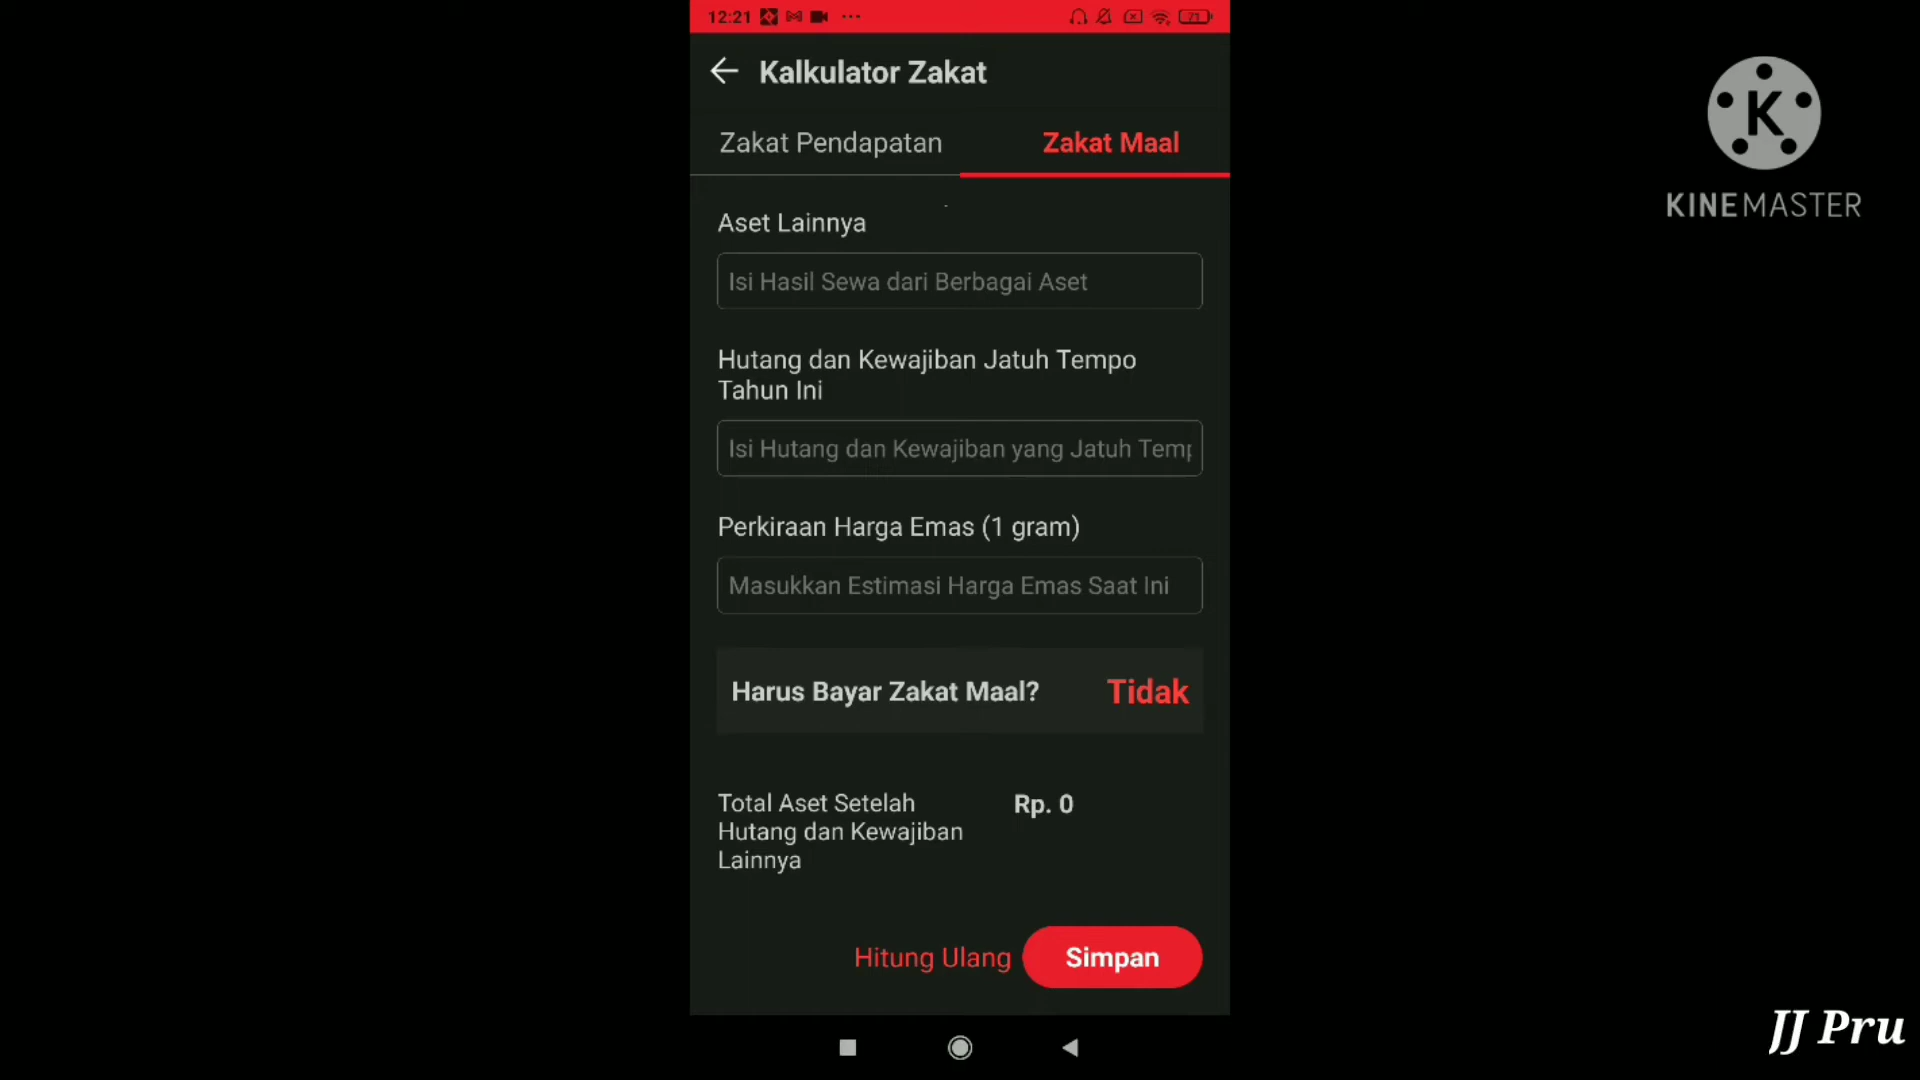 12:21
71
Kalkulator Zakat
Zakat Pendapatan
Zakat Maal
K
KINEMASTER
Aset Lainnya
Isi Hasil Sewa dari Berbagai Aset
Hutang dan Kewajiban Jatuh Tempo
Tahun Ini
Isi Hutang dan Kewajiban yang Jatuh Temp
Perkiraan Harga Emas (1 gram)
Masukkan Estimasi Harga Emas Saat Ini
Harus Bayar Zakat Maal?
Tidak
Total Aset Setelah
Hutang dan Kewajiban
Lainnya
Rp. 0
Hitung Ulang
Simpan
JJ Pru